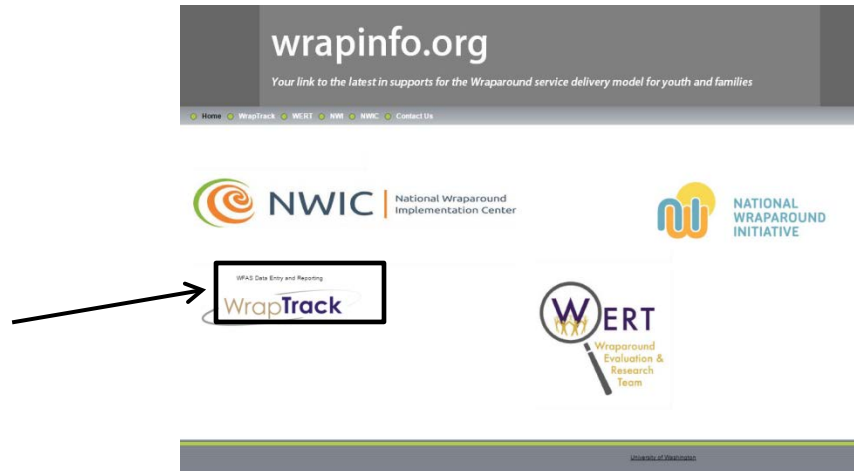 wrapinfo.org
Your link to the latest in supports for the Wraparound service delivery model for youth and families
Home WrapTrack WERT NWI NWIC Contact Us
NWIC
National Wraparound
Implementation Center
NATIONAL
WRAPAROUND
INITIATIVE
WFAS Data Entry and Reporting
WrapTrack
WERT
Wraparound
Evaluation &
Research
Team
University of Washington